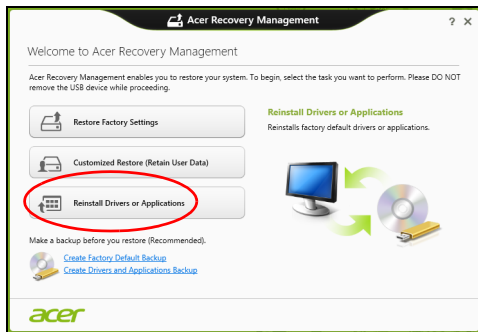 Acer Recovery Management
? ×
Welcome to Acer Recovery Management
Acer Recovery Management enables you to restore your system. To begin, select the task you want to perform. Please DO NOT
remove the USB device while proceeding.
Restore Factory Settings
Customized Restore (Retain User Data)
Reinstall Drivers or Applications
Reinstall Drivers or Applications
Reinstalls factory default drivers or applications.
Make a backup before you restore (Recommended).
Create Factory Default Backup
Create Drivers and Applications Backup
acer